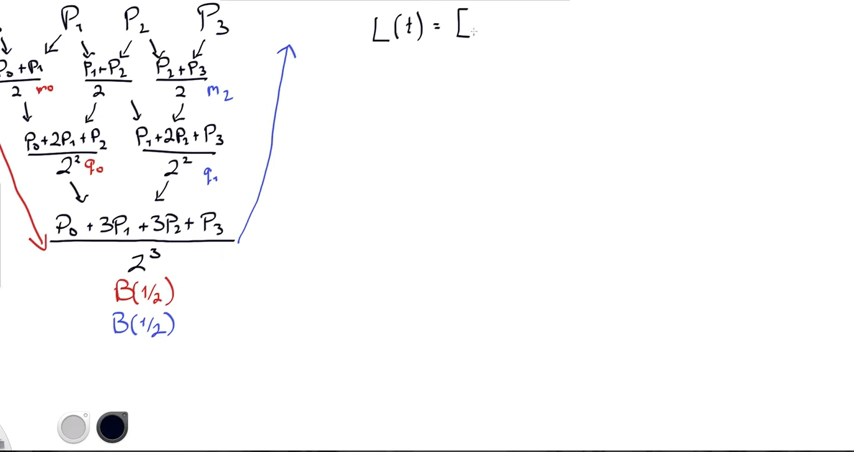 P₁ P₂ P₃ L(t) = [
P₀+P₁/2 m₀ P₁+P₂/2 P₂+P₃/2 m₂
P₀+2P₁+P₂/2² q₀ P₁+2P₂+P₃/2² q₁
P₀ + 3P₁ + 3P₂ + P₃/2³
B(1/2)
B(1/2)